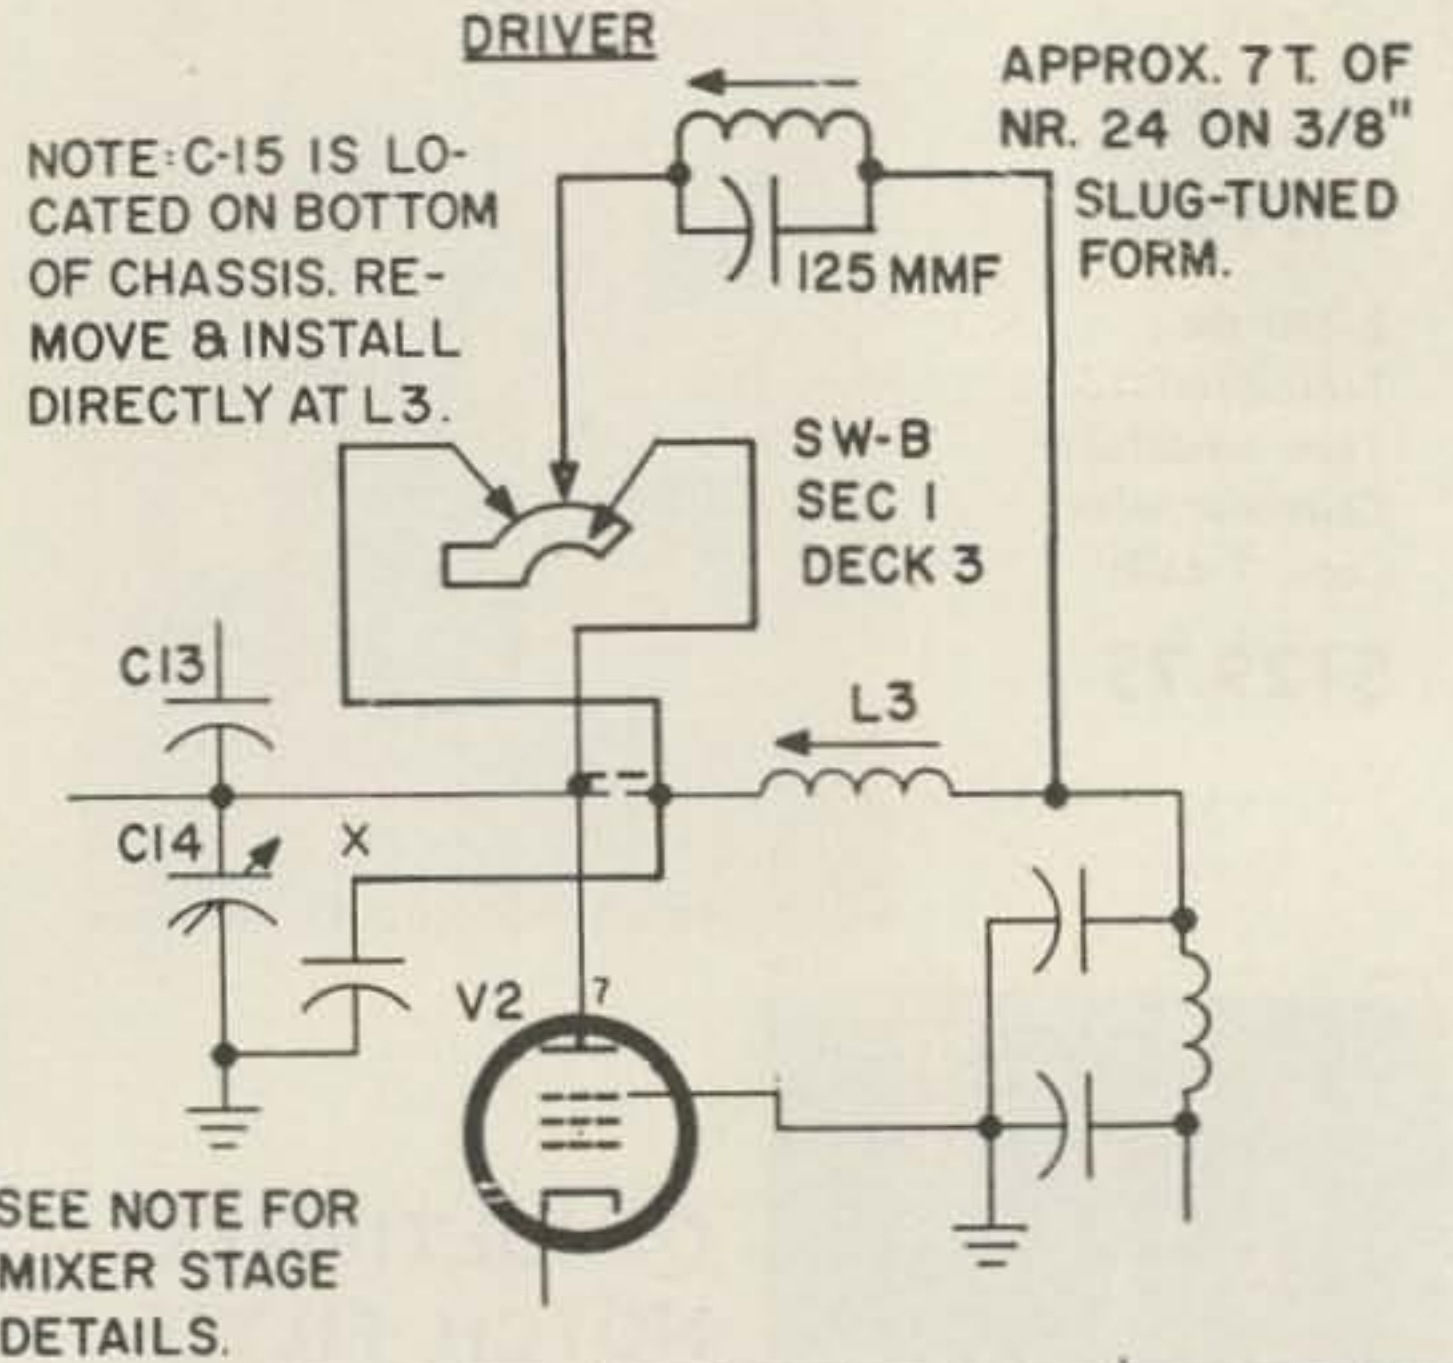 DRIVER
APPROX. 7 T. OF
NR. 24 ON 3/8"
SLUG-TUNED
FORM.
NOTE: C-15 IS LO-
CATED ON BOTTOM
OF CHASSIS. RE-
MOVE & INSTALL
DIRECTLY AT L3.
125 MMF
SW-B
SEC 1
DECK 3
C13
L3
C14
X
V2
7
SEE NOTE FOR
MIXER STAGE
DETAILS.